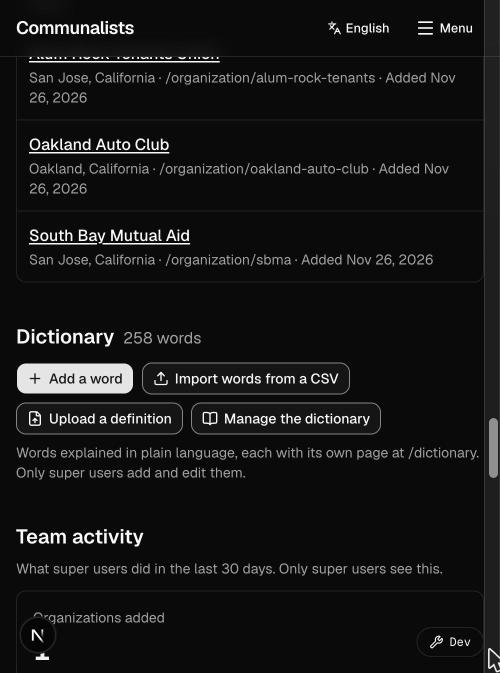 Communalists
English
Menu
Alum Rock Tenants Union
San Jose, California · /organization/alum-rock-tenants · Added Nov
26, 2026
Oakland Auto Club
Oakland, California · /organization/oakland-auto-club · Added Nov
26, 2026
South Bay Mutual Aid
San Jose, California · /organization/sbma · Added Nov 26, 2026
Dictionary 258 words
+ Add a word
Import words from a CSV
Upload a definition
Manage the dictionary
Words explained in plain language, each with its own page at /dictionary.
Only super users add and edit them.
Team activity
What super users did in the last 30 days. Only super users see this.
Organizations added
N
Dev